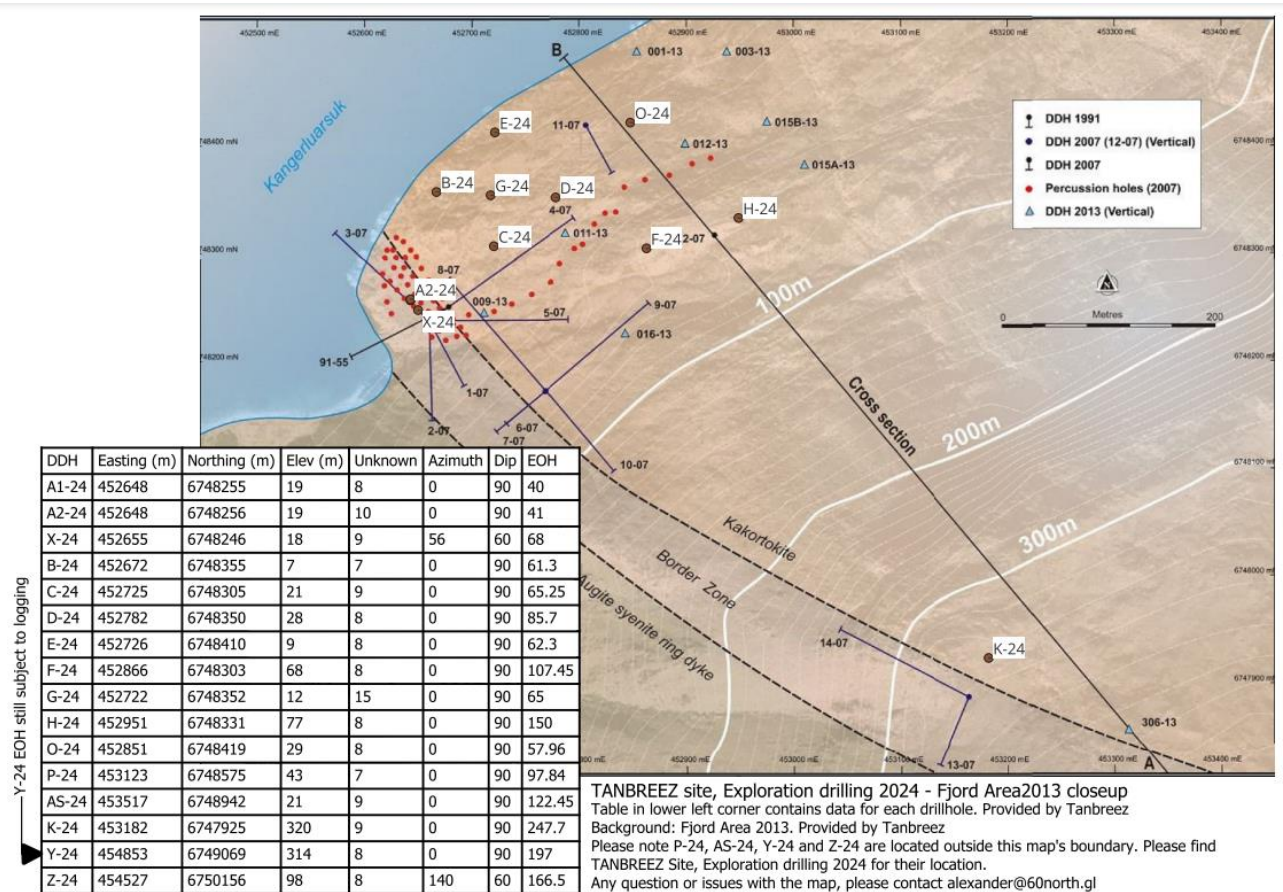 452500 mE
452600 mE
452700 mE
452800 mE
452900 mE
453000 mE
453100 mE
453200 mE
453300 mE
453400 mE
B
001-13
003-13
Kangerluarsuk
E-24
11-07
O-24
015B-13
012-13
015A-13
6748400 mN
6748400 mN
DDH 1991
DDH 2007 (12-07) (Vertical)
DDH 2007
Percussion holes (2007)
DDH 2013 (Vertical)
B-24
G-24
D-24
4-07
H-24
3-07
C-24
011-13
F-24
2-07
6748300 mN
6748300 mN
8-07
A2-24
009-13
100m
X-24
5-07
9-07
Metres
0
200
016-13
91-55
6748200 mN
6748200 mN
1-07
Cross section
2-07
6-07
7-07
200m
10-07
6748100 mN
Kakortokite
300m
Border Zone
6748000 mN
Augite syenite ring dyke
14-07
K-24
6747900 mN
306-13
A
13-07
452900 mE
453000 mE
453100 mE
453200 mE
453300 mE
453400 mE
DDH Easting (m) Northing (m) Elev (m) Unknown Azimuth Dip EOH
A1-24 452648 6748255 19 8 0 90 40
A2-24 452648 6748256 19 10 0 90 41
X-24 452655 6748246 18 9 56 60 68
B-24 452672 6748355 7 7 0 90 61.3
C-24 452725 6748305 21 9 0 90 65.25
D-24 452782 6748350 28 8 0 90 85.7
E-24 452726 6748410 9 8 0 90 62.3
F-24 452866 6748303 68 8 0 90 107.45
G-24 452722 6748352 12 15 0 90 65
H-24 452951 6748331 77 8 0 90 150
O-24 452851 6748419 29 8 0 90 57.96
P-24 453123 6748575 43 7 0 90 97.84
AS-24 453517 6748942 21 9 0 90 122.45
K-24 453182 6747925 320 9 0 90 247.7
Y-24 454853 6749069 314 8 0 90 197
Z-24 454527 6750156 98 8 140 60 166.5
Y-24 EOH still subject to logging
TANBREEZ site, Exploration drilling 2024 - Fjord Area2013 closeup
Table in lower left corner contains data for each drillhole. Provided by Tanbreez
Background: Fjord Area 2013. Provided by Tanbreez
Please note P-24, AS-24, Y-24 and Z-24 are located outside this map's boundary. Please find
TANBREEZ Site, Exploration drilling 2024 for their location.
Any question or issues with the map, please contact alexander@60north.gl